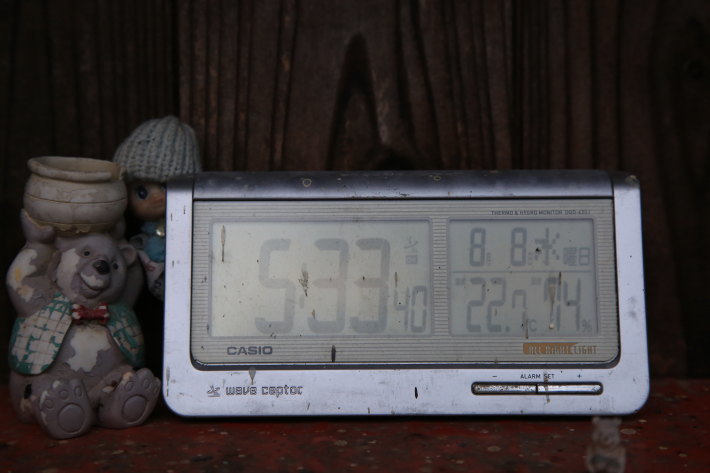 THERMO & HYGRO MONITOR
5:33 40
8月 8日 水曜日
22.7℃ 74%
CASIO
ALL NIGHT LIGHT
wave ceptor
ALARM SET
- +